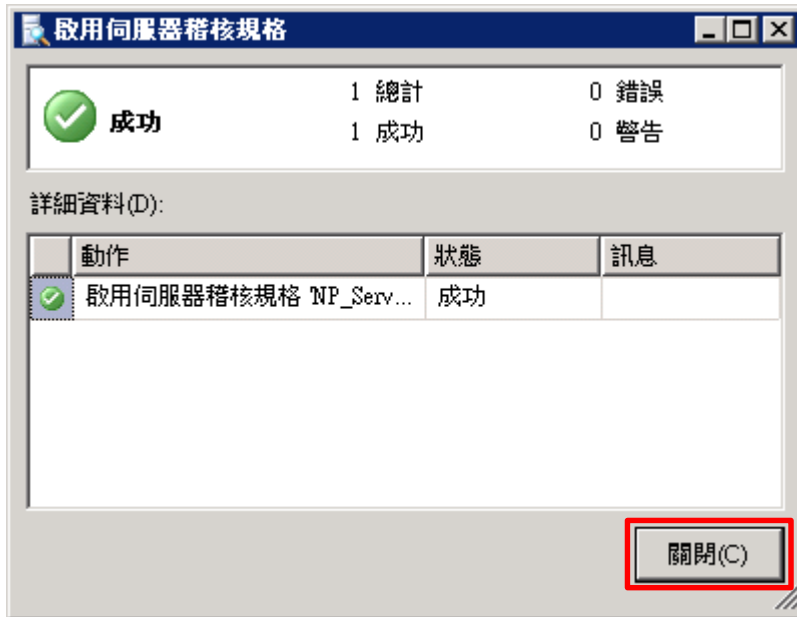 啟用伺服器稽核規格
成功
1 總計
0 錯誤
1 成功
0 警告
詳細資料(D):
動作 狀態 訊息
啟用伺服器稽核規格 'NP_Serv... 成功
關閉(C)